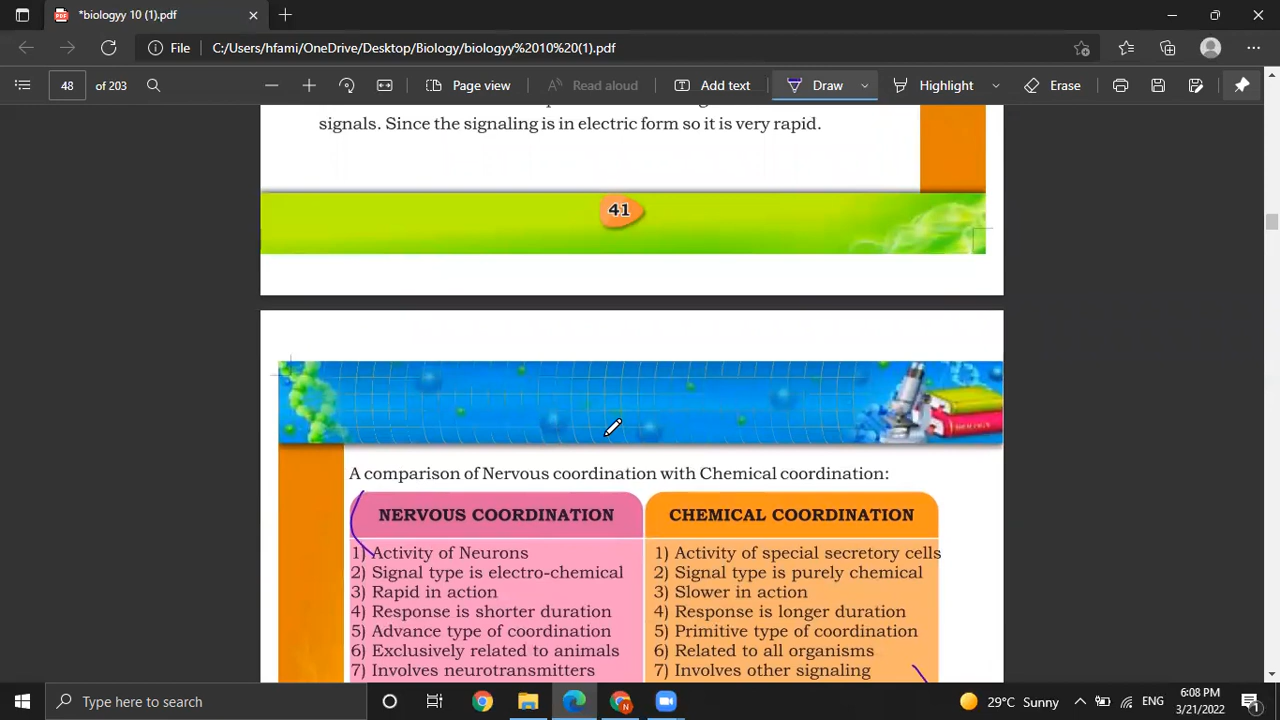 *biologyy 10 (1).pdf
File
C:/Users/hfami/OneDrive/Desktop/Biology/biologyy%2010%20(1).pdf
48 of 203
Page view
Read aloud
Add text
Draw
Highlight
Erase
signals. Since the signaling is in electric form so it is very rapid.
41
A comparison of Nervous coordination with Chemical coordination:
NERVOUS COORDINATION
1) Activity of Neurons
2) Signal type is electro-chemical
3) Rapid in action
4) Response is shorter duration
5) Advance type of coordination
6) Exclusively related to animals
7) Involves neurotransmitters
CHEMICAL COORDINATION
1) Activity of special secretory cells
2) Signal type is purely chemical
3) Slower in action
4) Response is longer duration
5) Primitive type of coordination
6) Related to all organisms
7) Involves other signaling
Type here to search
29°C Sunny
ENG
6:08 PM
3/21/2022
1